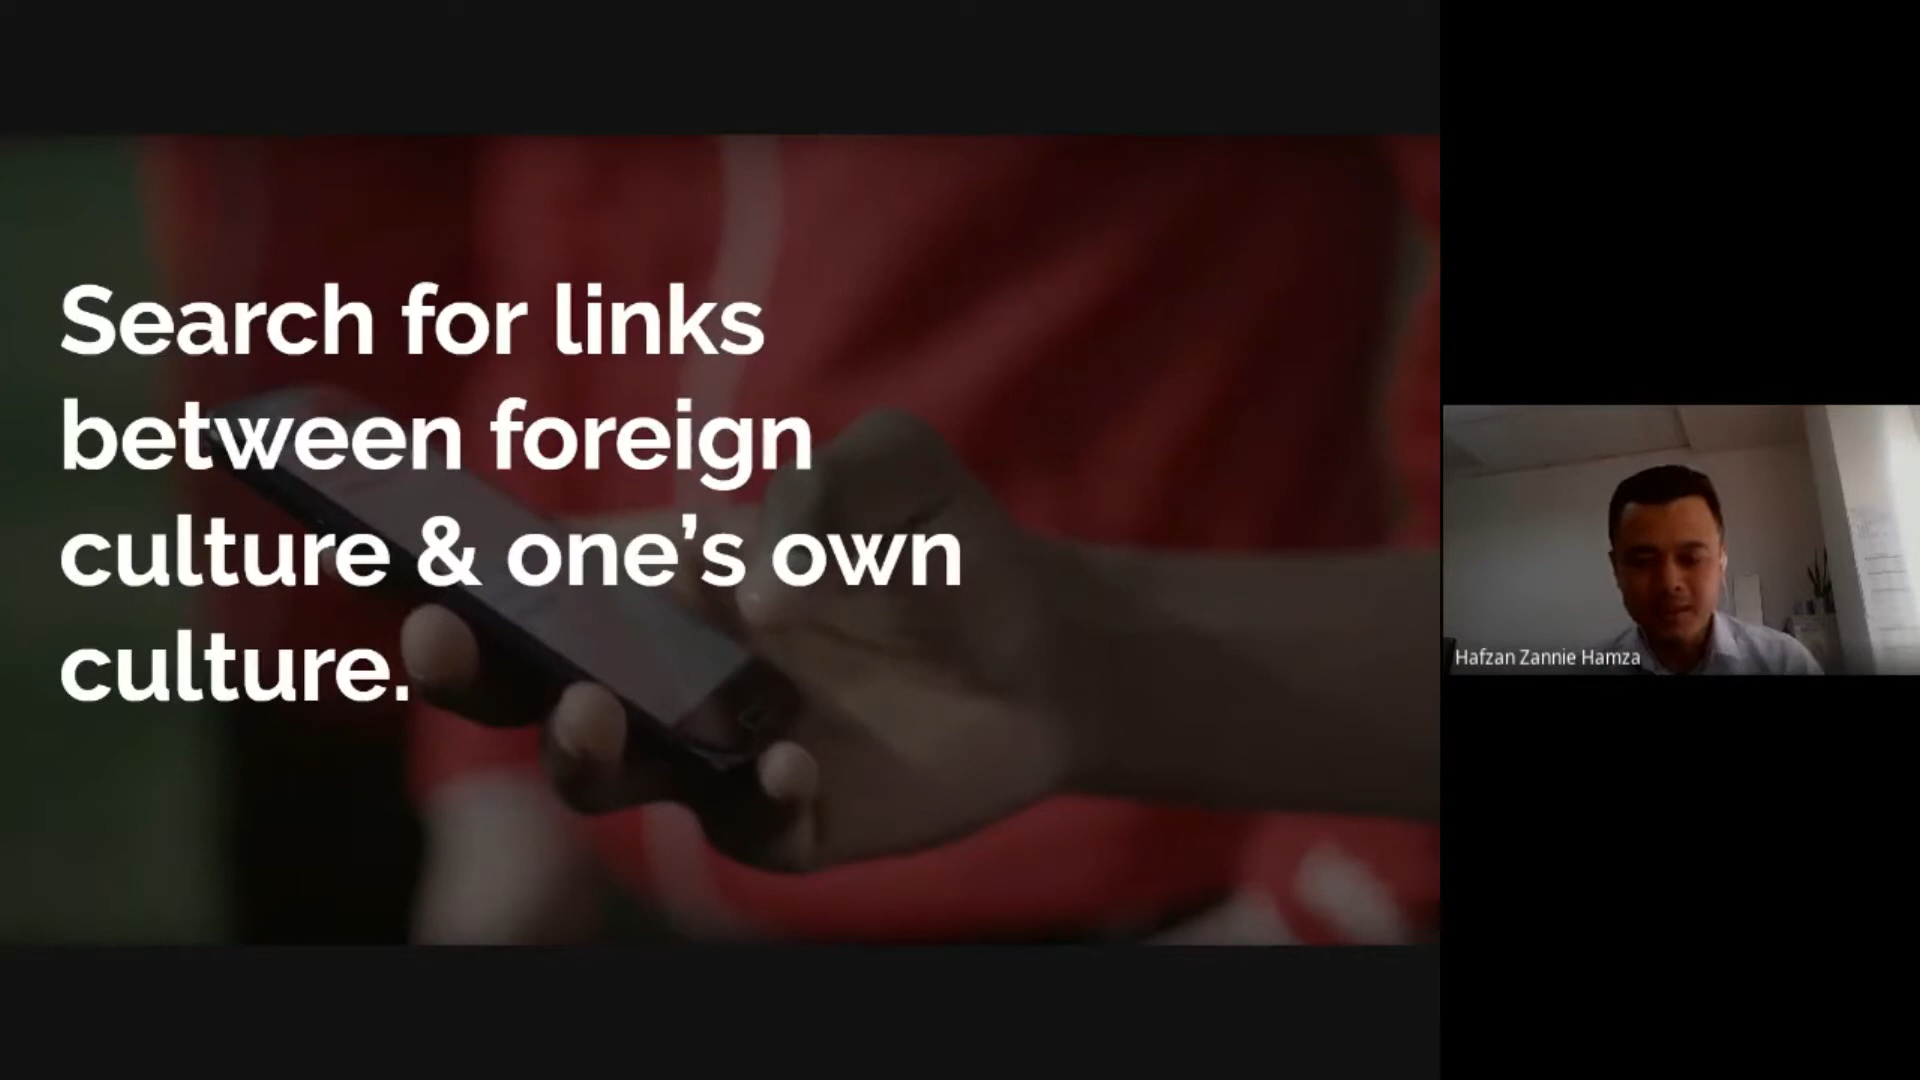 Search for links
between foreign
culture & one’s own
culture.
Hafzan Zannie Hamza